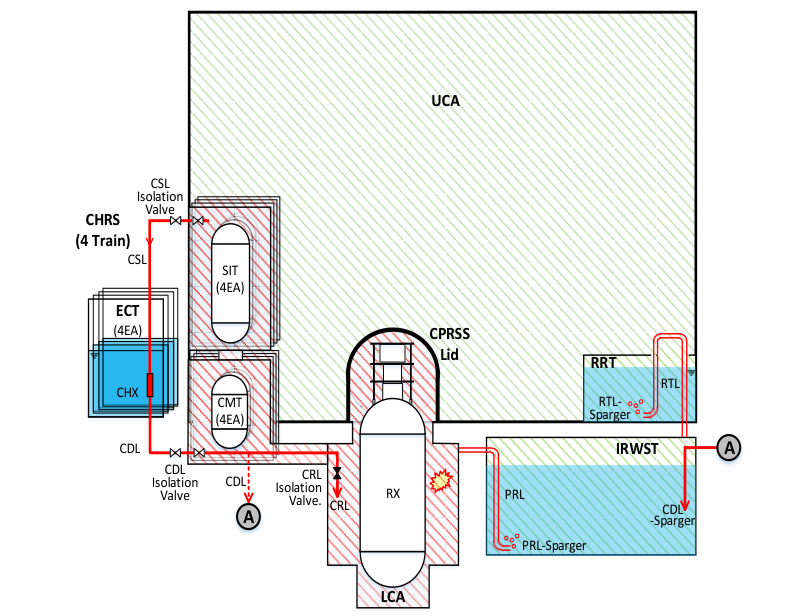 UCA
CSL
Isolation
Valve
CHRS
(4 Train)
CSL
SIT
(4EA)
ECT
(4EA)
CPRSS
Lid
RRT
RTL
RTL-
Sparger
CHX
CMT
(4EA)
CDL
CDL
Isolation
Valve
CDL
A
CRL
Isolation
Valve.
CRL
RX
IRWST
A
PRL
CDL
-Sparger
PRL-Sparger
LCA